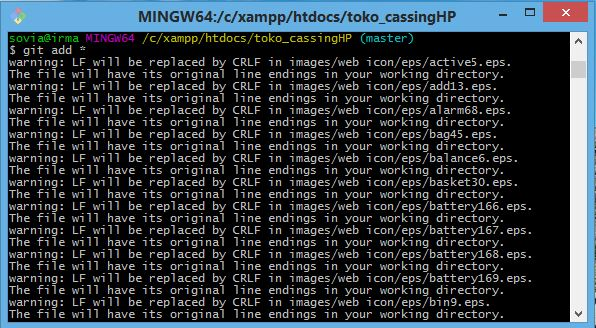 MINGW64:/c/xampp/htdocs/toko_cassingHP
sovia@irma MINGW64 /c/xampp/htdocs/toko_cassingHP (master)
$ git add *
warning: LF will be replaced by CRLF in images/web icon/eps/active5.eps.
The file will have its original line endings in your working directory.
warning: LF will be replaced by CRLF in images/web icon/eps/add13.eps.
The file will have its original line endings in your working directory.
warning: LF will be replaced by CRLF in images/web icon/eps/alarm68.eps.
The file will have its original line endings in your working directory.
warning: LF will be replaced by CRLF in images/web icon/eps/bag45.eps.
The file will have its original line endings in your working directory.
warning: LF will be replaced by CRLF in images/web icon/eps/balance6.eps.
The file will have its original line endings in your working directory.
warning: LF will be replaced by CRLF in images/web icon/eps/basket30.eps.
The file will have its original line endings in your working directory.
warning: LF will be replaced by CRLF in images/web icon/eps/battery166.eps.
The file will have its original line endings in your working directory.
warning: LF will be replaced by CRLF in images/web icon/eps/battery167.eps.
The file will have its original line endings in your working directory.
warning: LF will be replaced by CRLF in images/web icon/eps/battery168.eps.
The file will have its original line endings in your working directory.
warning: LF will be replaced by CRLF in images/web icon/eps/battery169.eps.
The file will have its original line endings in your working directory.
warning: LF will be replaced by CRLF in images/web icon/eps/bin9.eps.
The file will have its original line endings in your working directory.